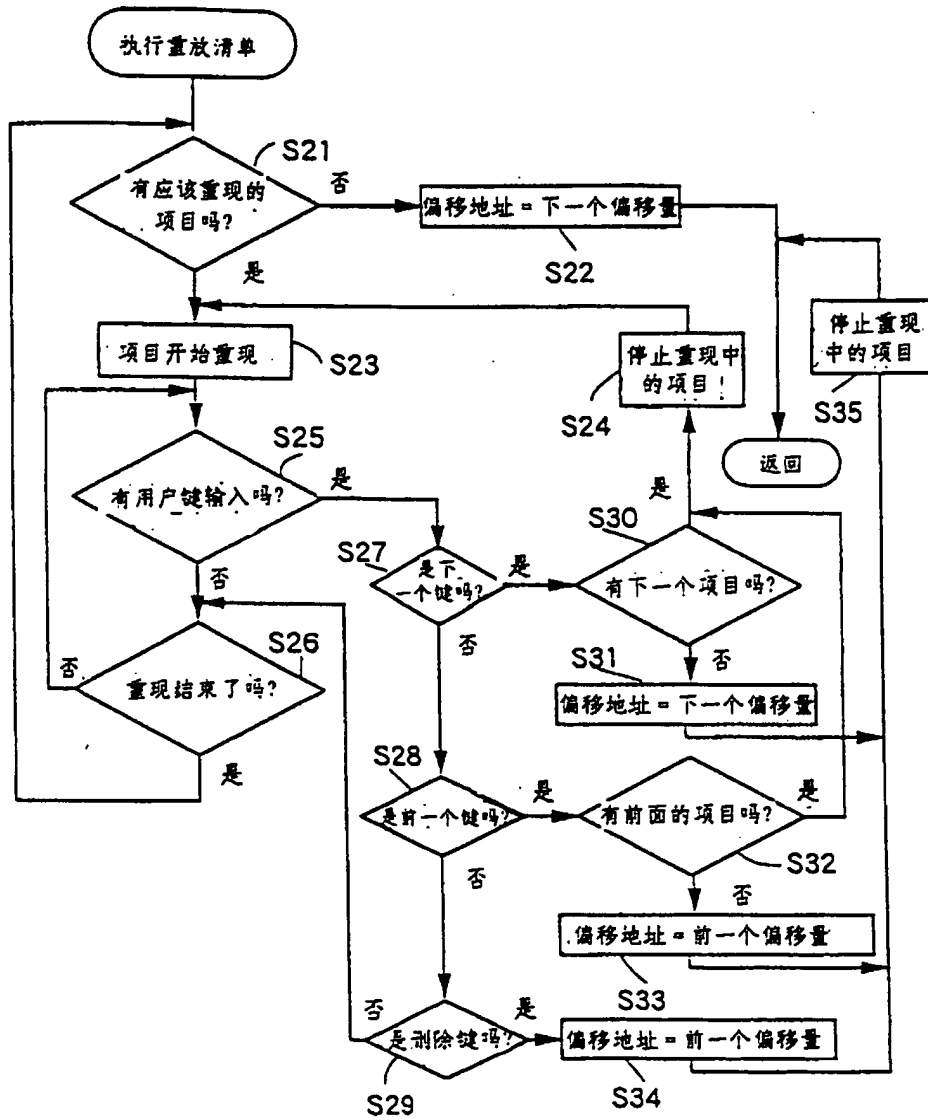 执行重放清单
S21
有应该重现的
项目吗?
否
偏移地址=下一个偏移量
S22
是
项目开始重现
S23
停止重现中
的项目!
S24
停止重现
中的项目
S35
返回
S25
有用户键输入吗?
是
否
S26
重现结束了吗?
否
是
S27
是下
一个键吗?
是
否
S30
有下一个项目吗?
是
否
S31
偏移地址=下一个偏移量
S28
是前一个键吗?
是
否
有前面的项目吗?
是
S32
否
偏移地址=前一个偏移量
S33
否
是剖除键吗?
是
S29
偏移地址=前一个偏移量
S34